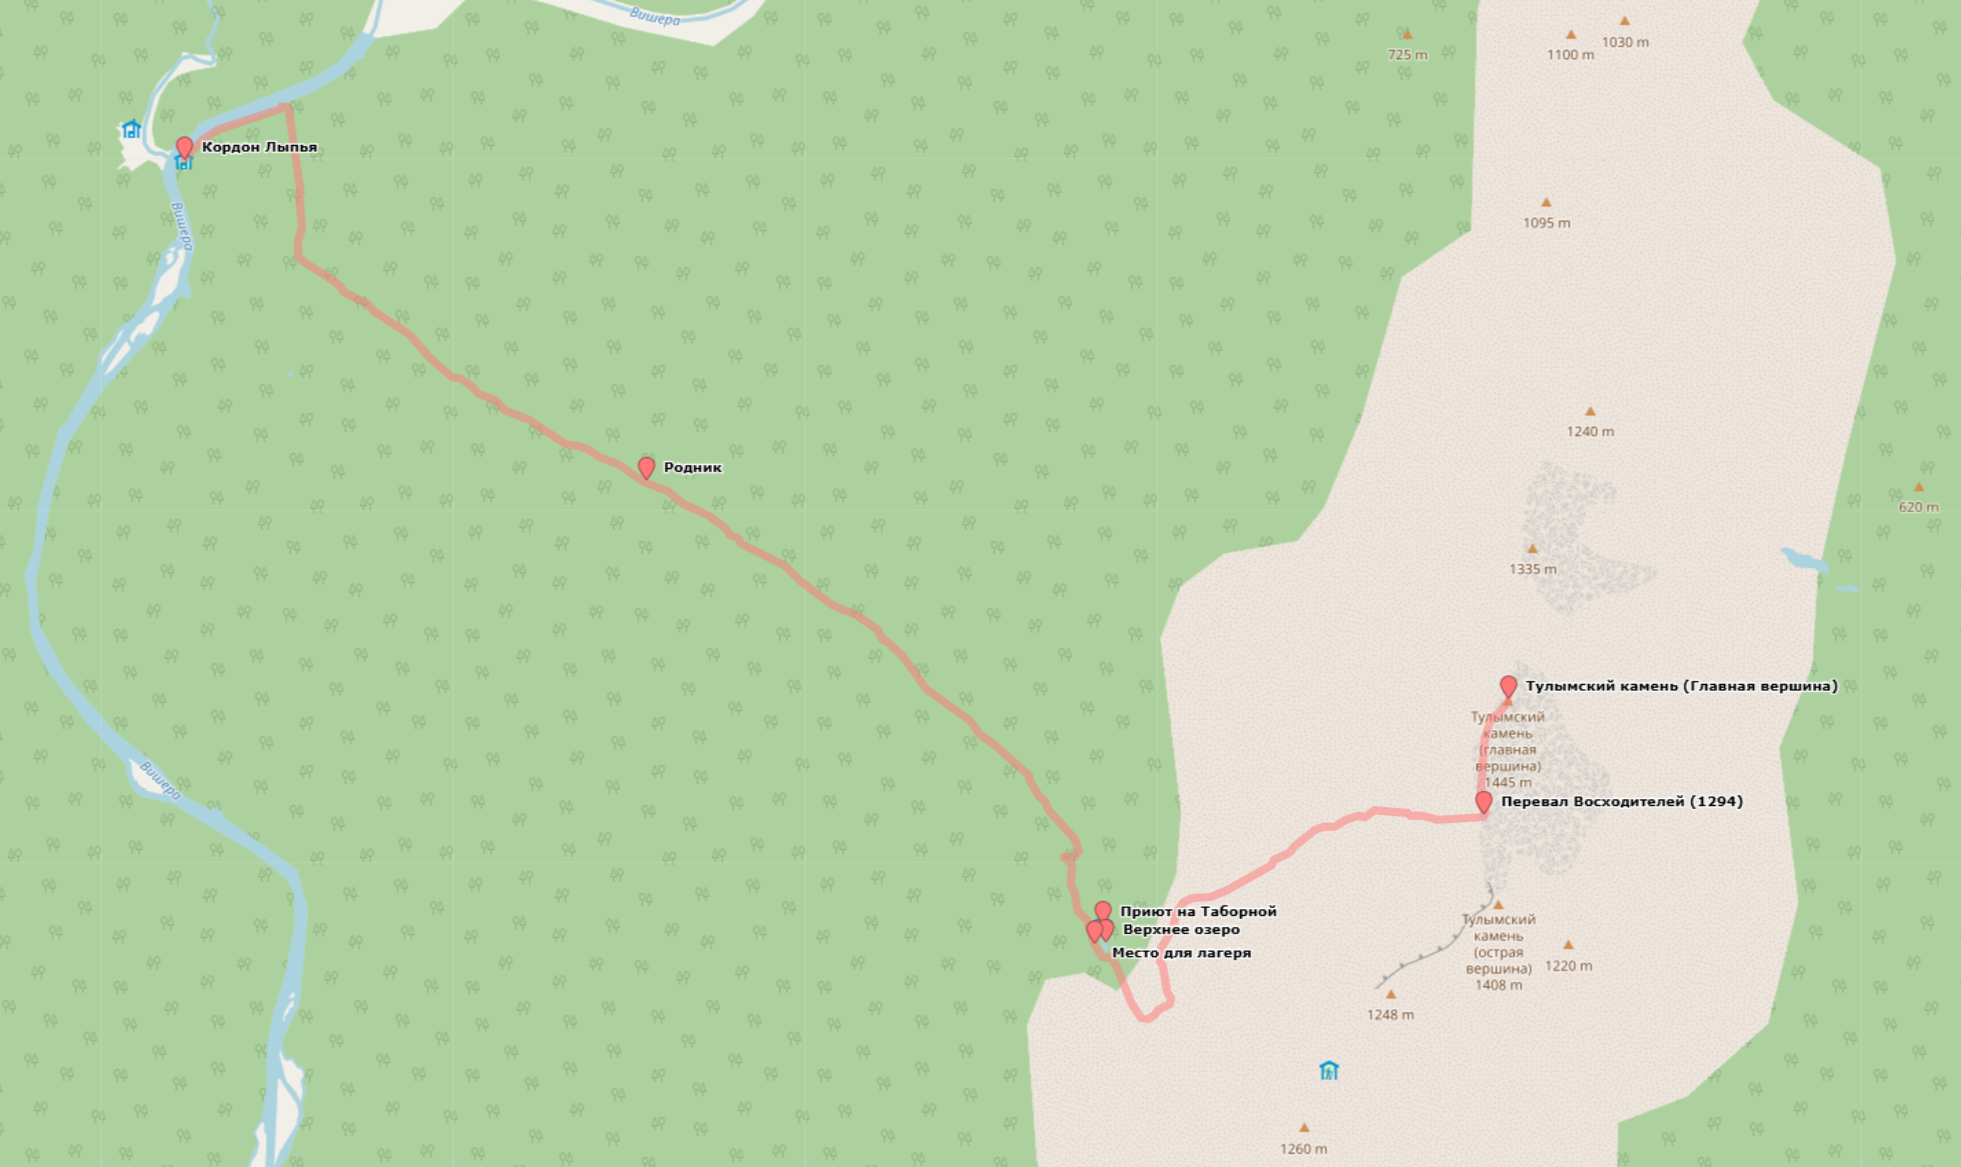 Вишера
725 m
1100 m
1030 m
Кордон Лыпья
Вишера
1095 m
1240 m
Родник
620 m
1335 m
Тулымский камень (Главная вершина)
Тулымский
камень
(главная
вершина)
1445 m
Вишера
Перевал Восходителей (1294)
Приют на Таборной
Верхнее озеро
Место для лагеря
Тулымский
камень
(острая
вершина)
1408 m
1220 m
1248 m
1260 m